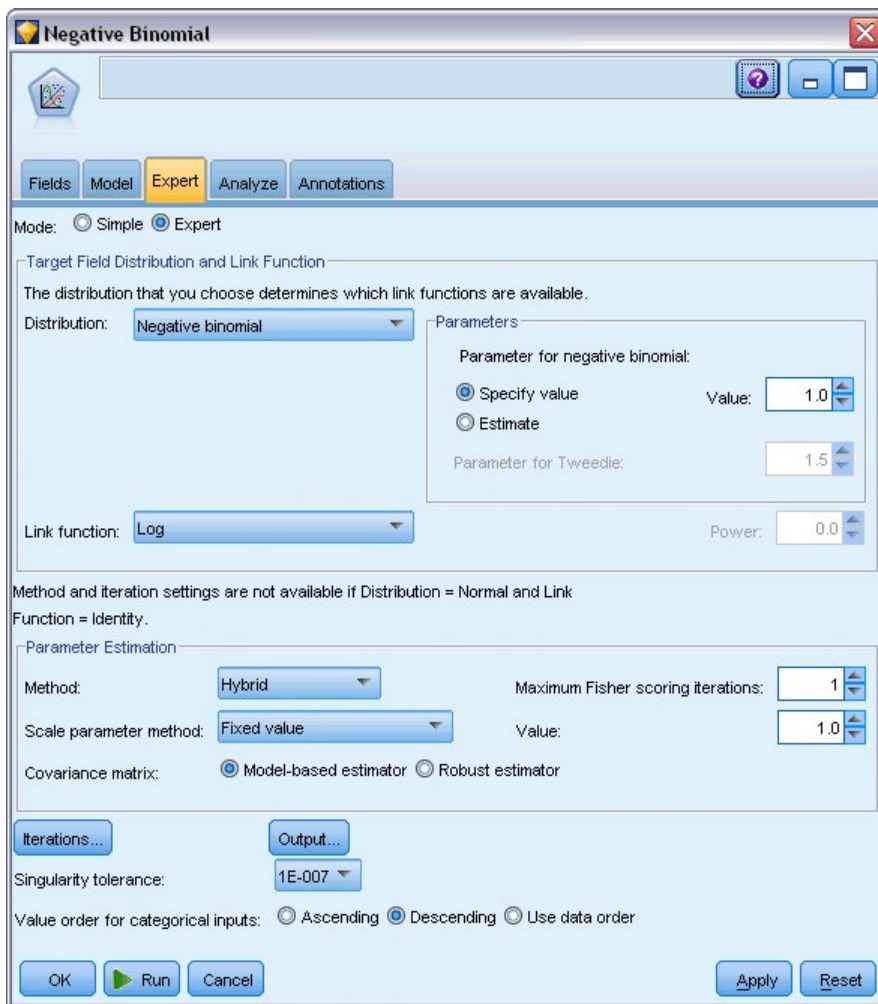 Negative Binomial
?
Fields Model Expert Analyze Annotations
Mode: Simple Expert
Target Field Distribution and Link Function
The distribution that you choose determines which link functions are available.
Distribution: Negative binomial
Parameters
Parameter for negative binomial:
Specify value Value: 1.0
Estimate
Parameter for Tweedie: 1.5
Link function: Log Power: 0.0
Method and iteration settings are not available if Distribution = Normal and Link
Function = Identity.
Parameter Estimation
Method: Hybrid Maximum Fisher scoring iterations: 1
Scale parameter method: Fixed value Value: 1.0
Covariance matrix: Model-based estimator Robust estimator
Iterations... Output...
Singularity tolerance: 1E-007
Value order for categorical inputs: Ascending Descending Use data order
OK Run Cancel Apply Reset